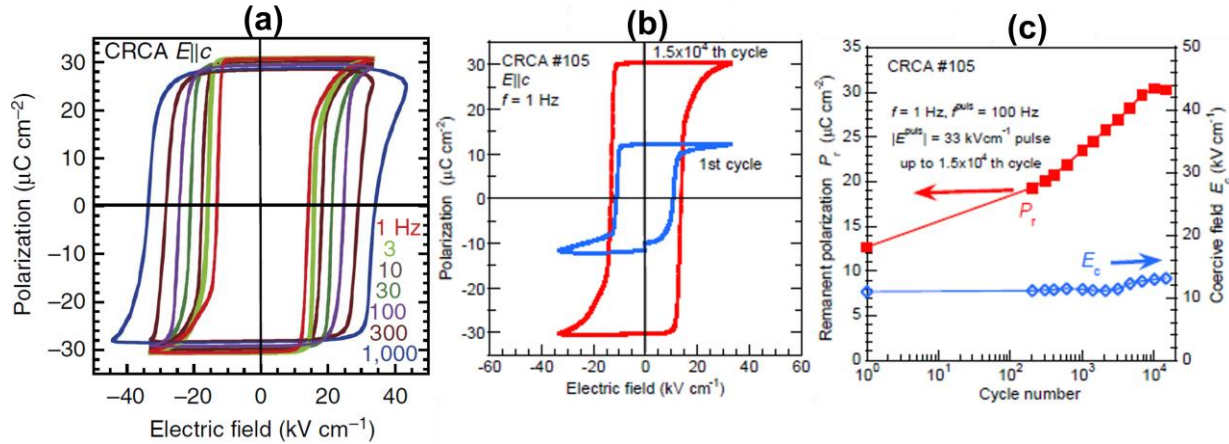 (a)
CRCA E||c
30
20
10
0
−10
−20
−30
−40
−20
0
20
40
1 Hz
3
10
30
100
300
1,000
Polarization (μC cm⁻²)
Electric field (kV cm⁻¹)
(b)
CRCA #105
E||c
f = 1 Hz
1.5x10⁴ th cycle
1st cycle
30
20
10
0
-10
-20
-30
-60
-40
-20
0
20
40
60
Polarization (μC cm⁻²)
Electric field (kV cm⁻¹)
(c)
CRCA #105
f = 1 Hz, f^puls = 100 Hz
|E^puls| = 33 kVcm⁻¹ pulse
up to 1.5x10⁴ th cycle
Pr
Ec
35
30
25
20
15
10
5
0
50
40
30
20
10
0
10⁰
10¹
10²
10³
10⁴
Remanent polarization Pr (μC cm⁻²)
Coercive field Ec (kV cm⁻¹)
Cycle number